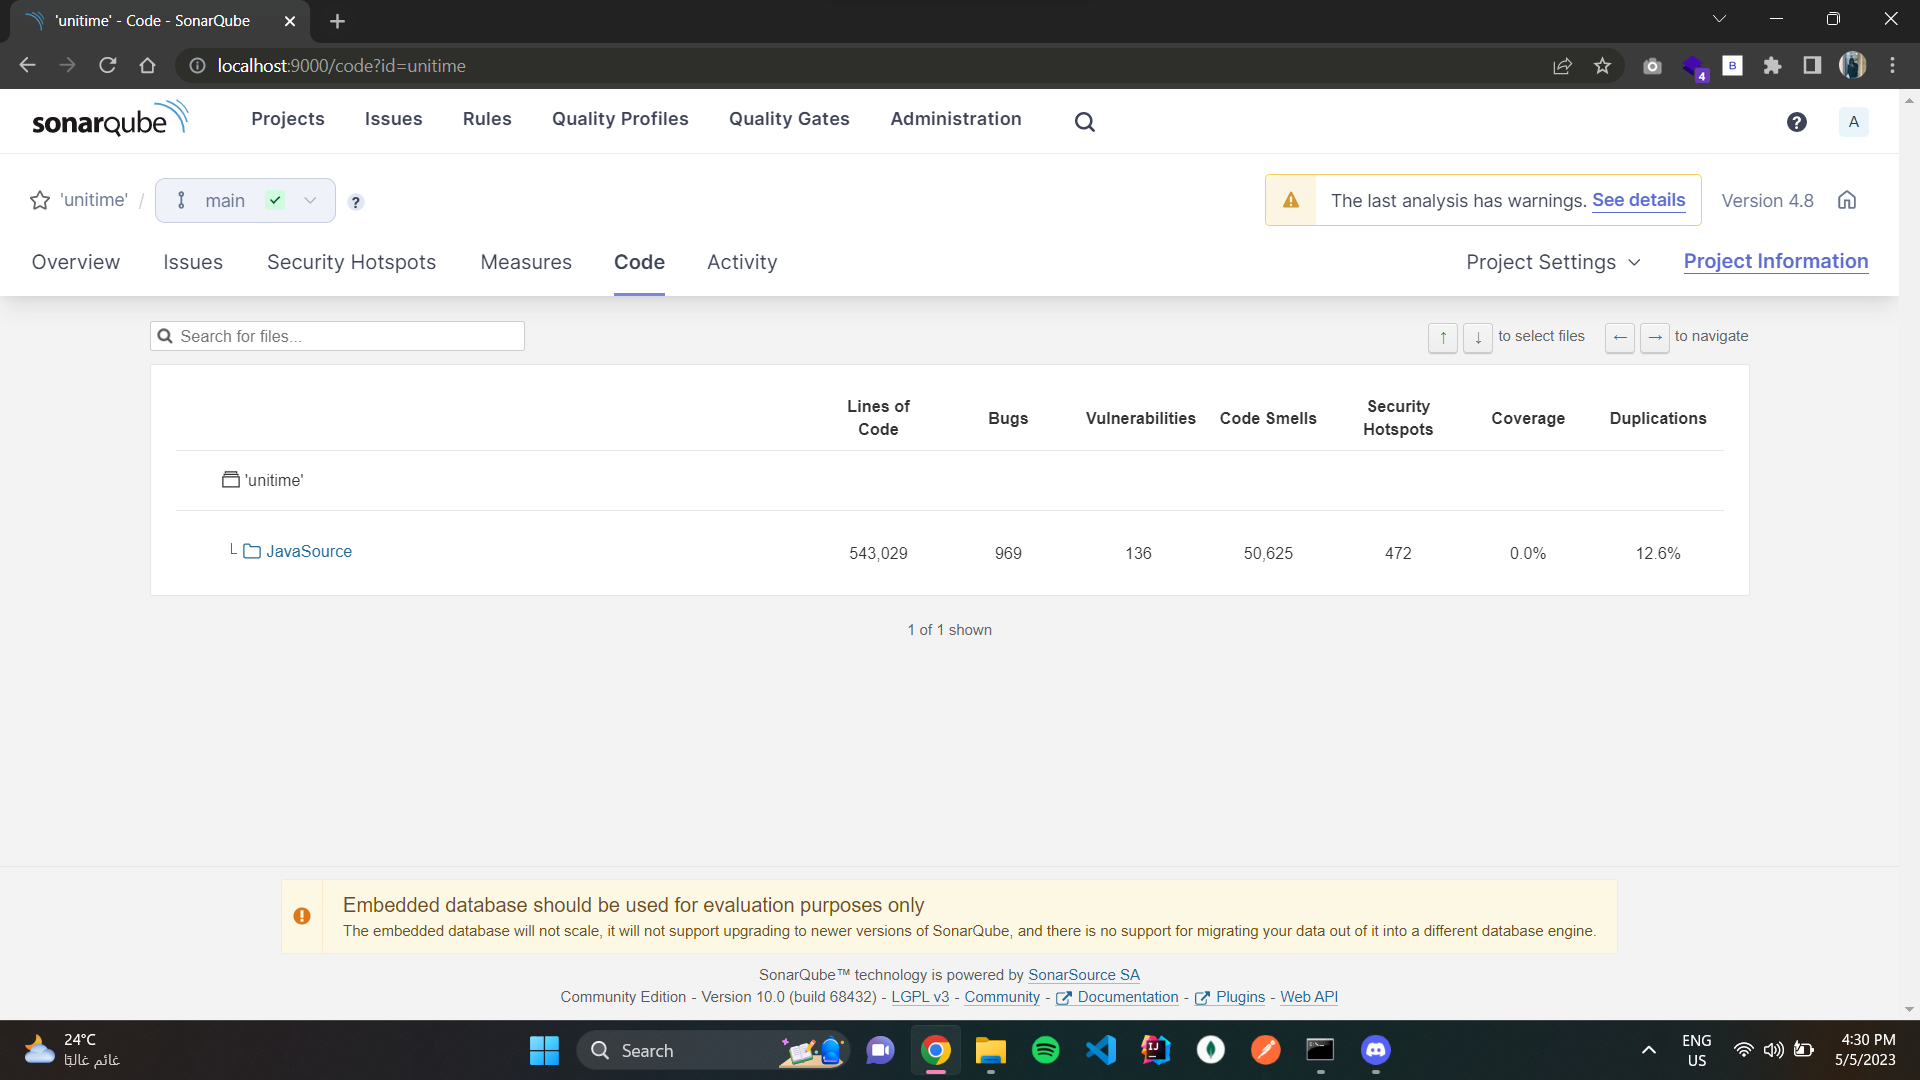 'unitime' - Code - SonarQube
localhost:9000/code?id=unitime
4
B
sonarqube
Projects
Issues
Rules
Quality Profiles
Quality Gates
Administration
?
A
'unitime' /
main
?
The last analysis has warnings. See details
Version 4.8
Overview
Issues
Security Hotspots
Measures
Code
Activity
Project Settings
Project Information
Search for files...
↑ ↓ to select files
← → to navigate
Lines of
Code
Bugs
Vulnerabilities
Code Smells
Security
Hotspots
Coverage
Duplications
'unitime'
JavaSource
543,029
969
136
50,625
472
0.0%
12.6%
1 of 1 shown
Embedded database should be used for evaluation purposes only
The embedded database will not scale, it will not support upgrading to newer versions of SonarQube, and there is no support for migrating your data out of it into a different database engine.
SonarQube™ technology is powered by SonarSource SA
Community Edition - Version 10.0 (build 68432) - LGPL v3 - Community - Documentation - Plugins - Web API
24°C
غائم غالبًا
Search
IJ
ENG
US
4:30 PM
5/5/2023